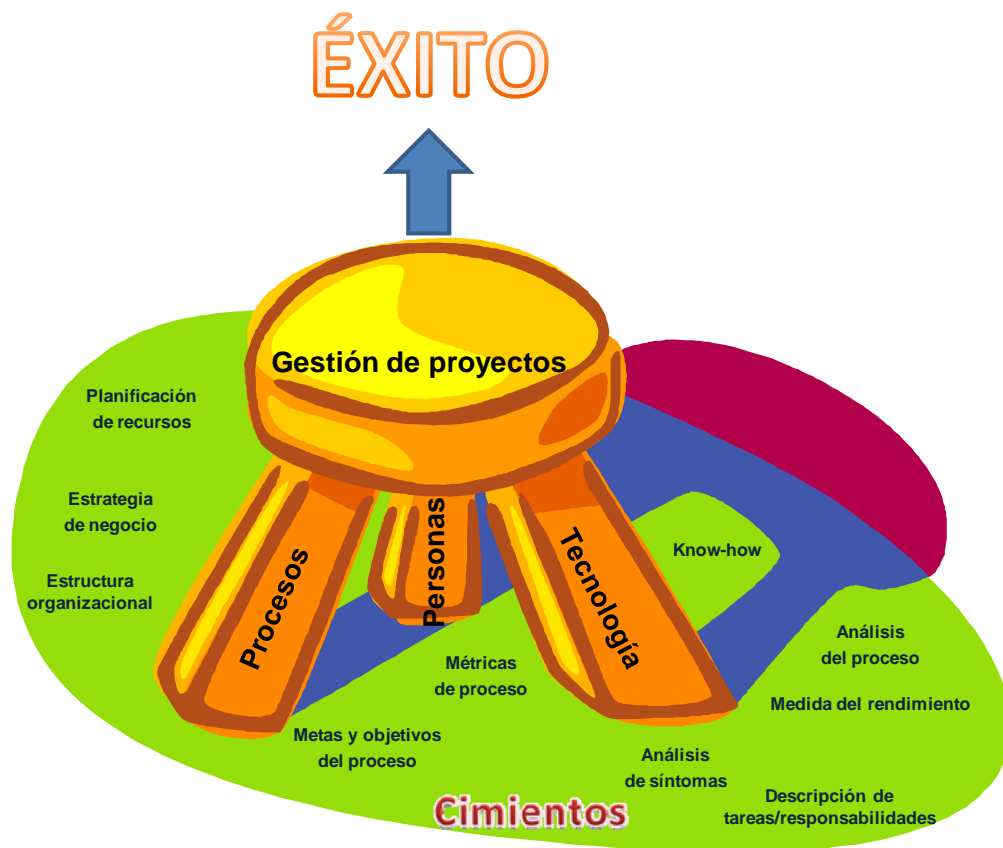 ÉXITO
Gestión de proyectos
Planificación
de recursos
Estrategia
de negocio
Estructura
organizacional
Procesos
Personas
Tecnología
Know-how
Métricas
de proceso
Metas y objetivos
del proceso
Análisis
del proceso
Medida del rendimiento
Análisis
de síntomas
Descripción de
tareas/responsabilidades
Cimientos